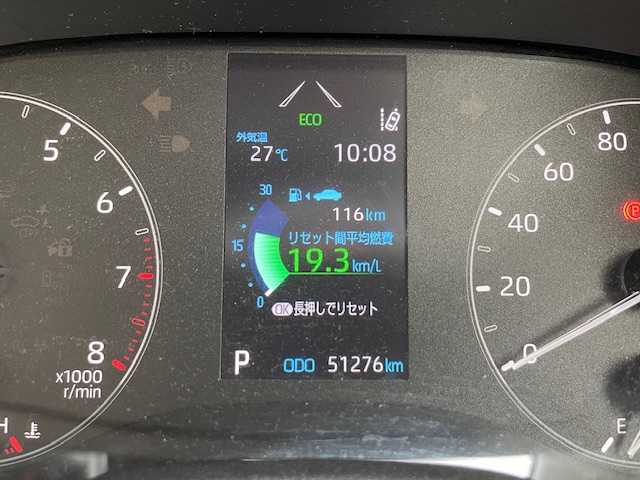 ECO
外気温
27℃ 10:08
30
116km
15
リセット間平均燃費
19.3 km/L
0
OK 長押しでリセット
P ODO 51276km
5
6
7
8
x1000
r/min
H
80
60
40
20
0
P
E